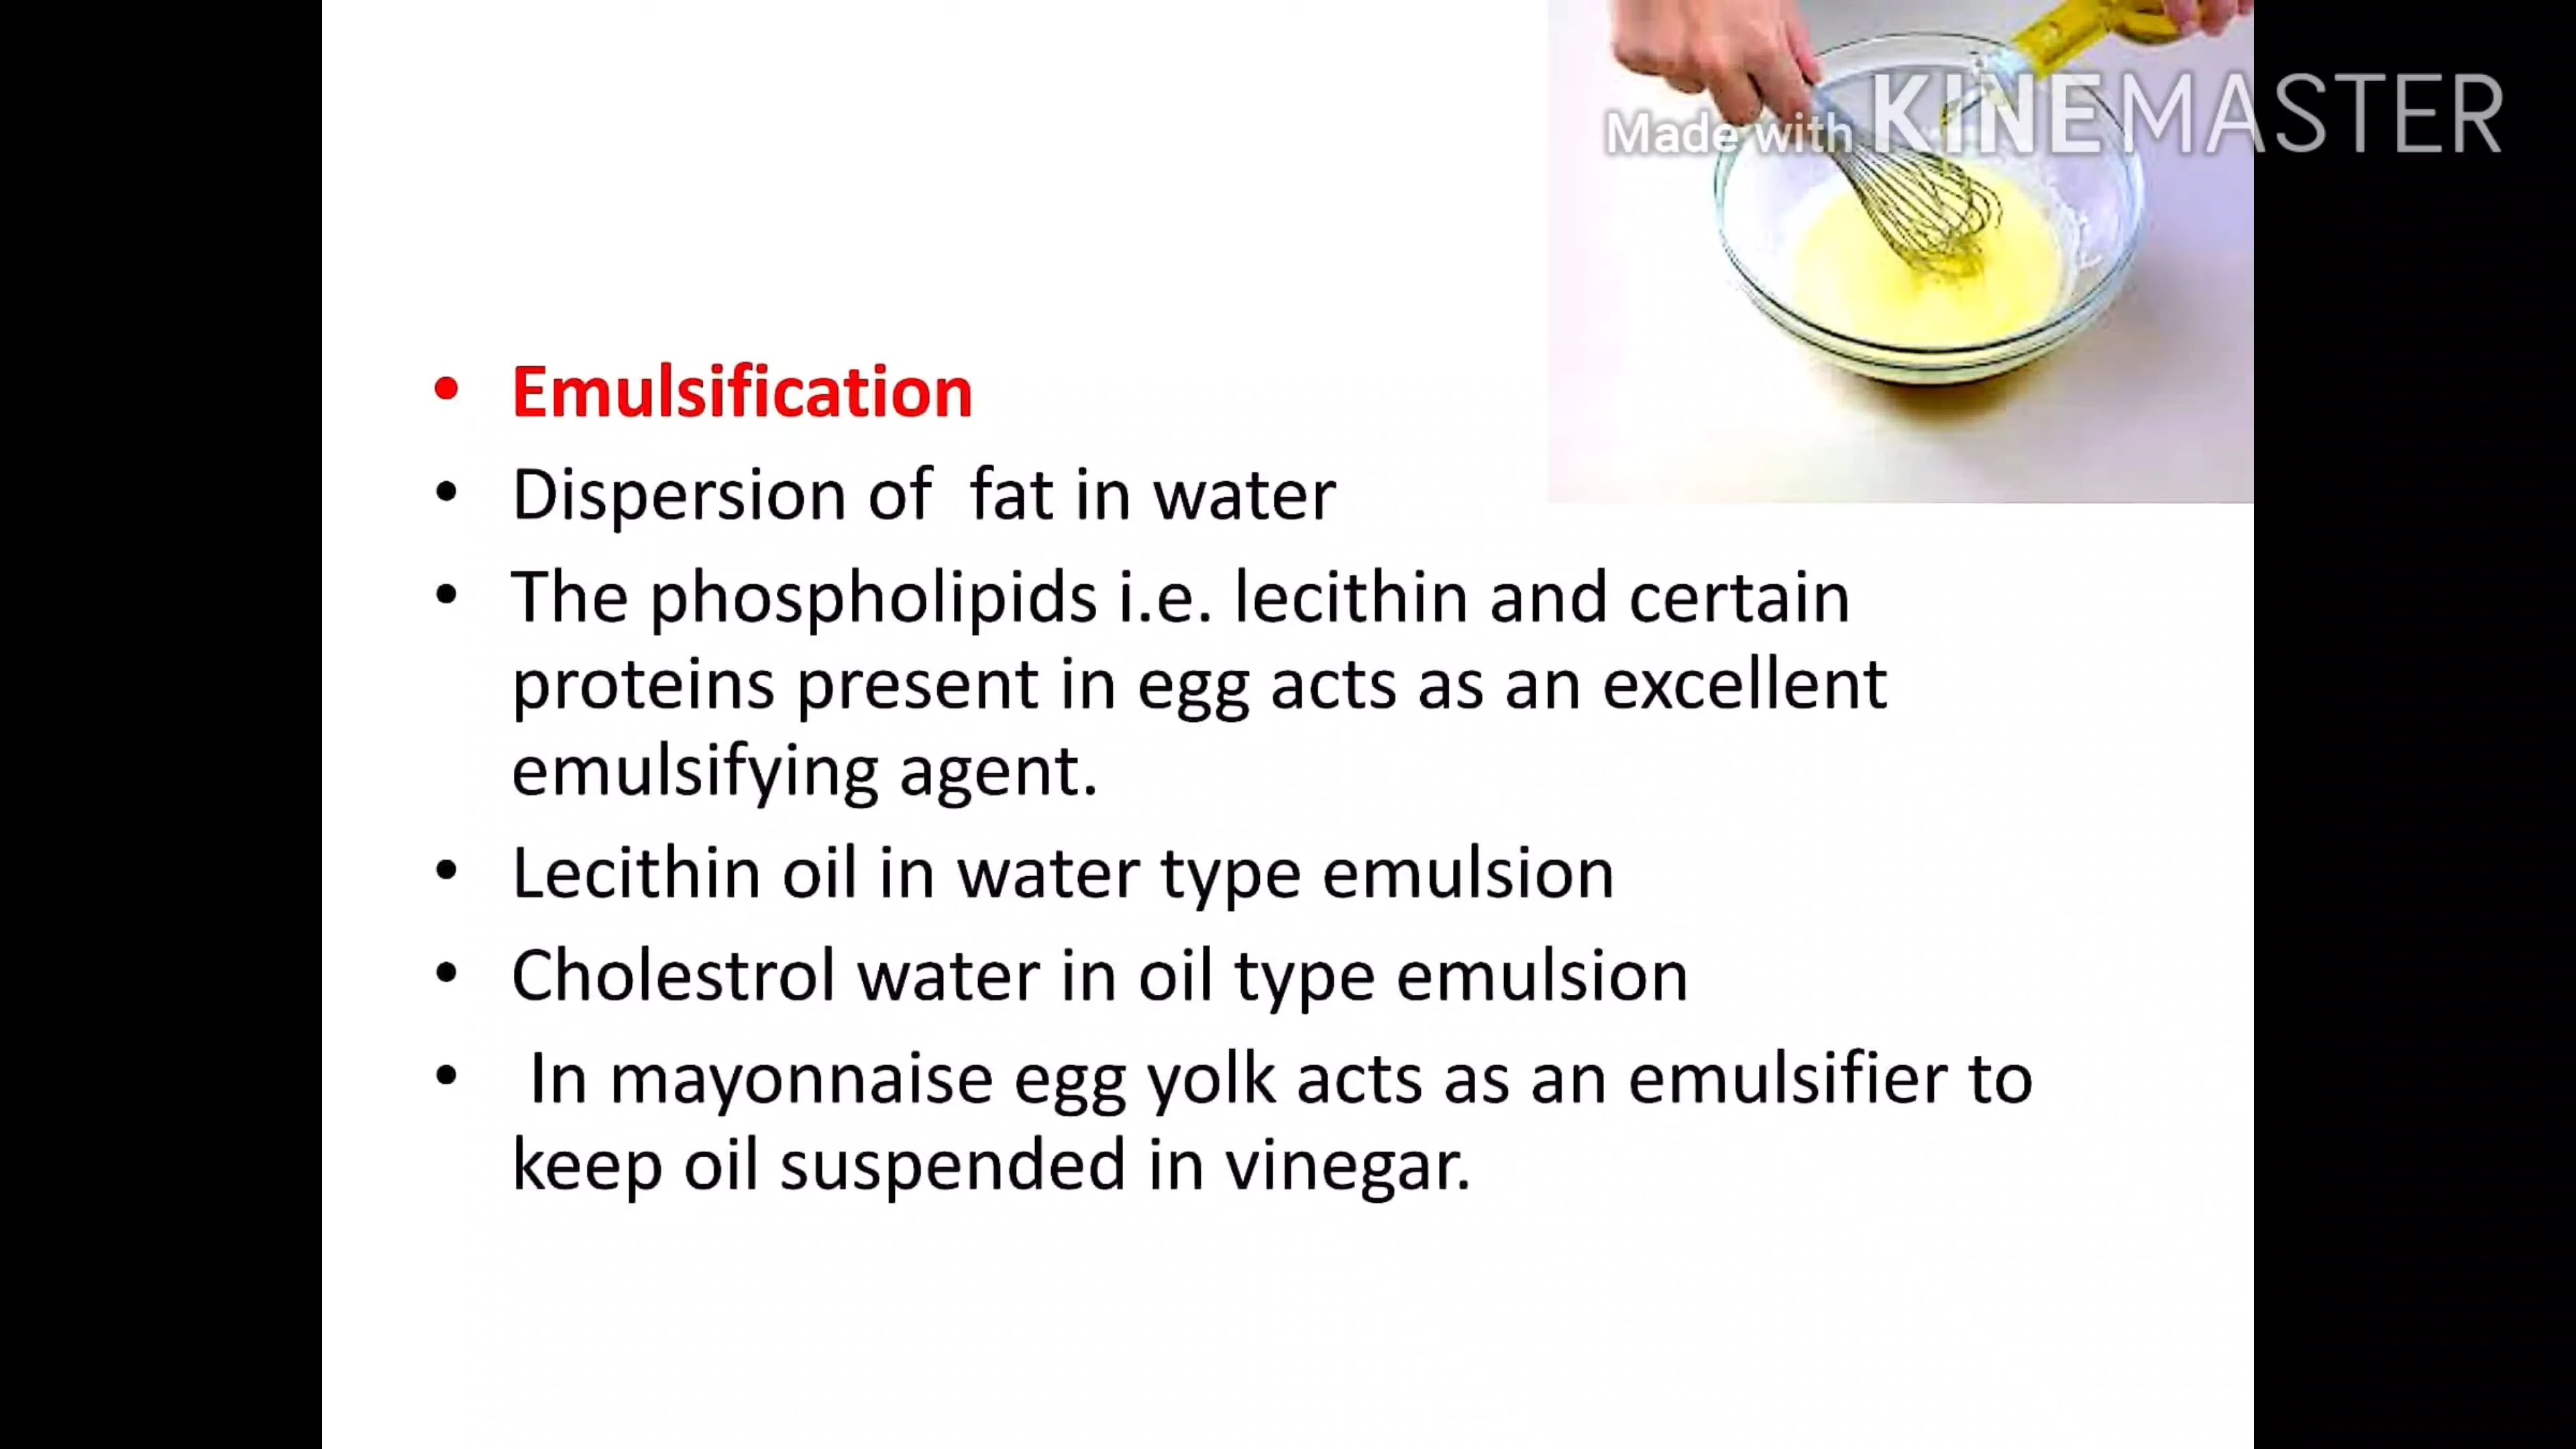 Made with KINEMASTER
• Emulsification
• Dispersion of  fat in water
• The phospholipids i.e. lecithin and certain
proteins present in egg acts as an excellent
emulsifying agent.
• Lecithin oil in water type emulsion
• Cholestrol water in oil type emulsion
• In mayonnaise egg yolk acts as an emulsifier to
keep oil suspended in vinegar.